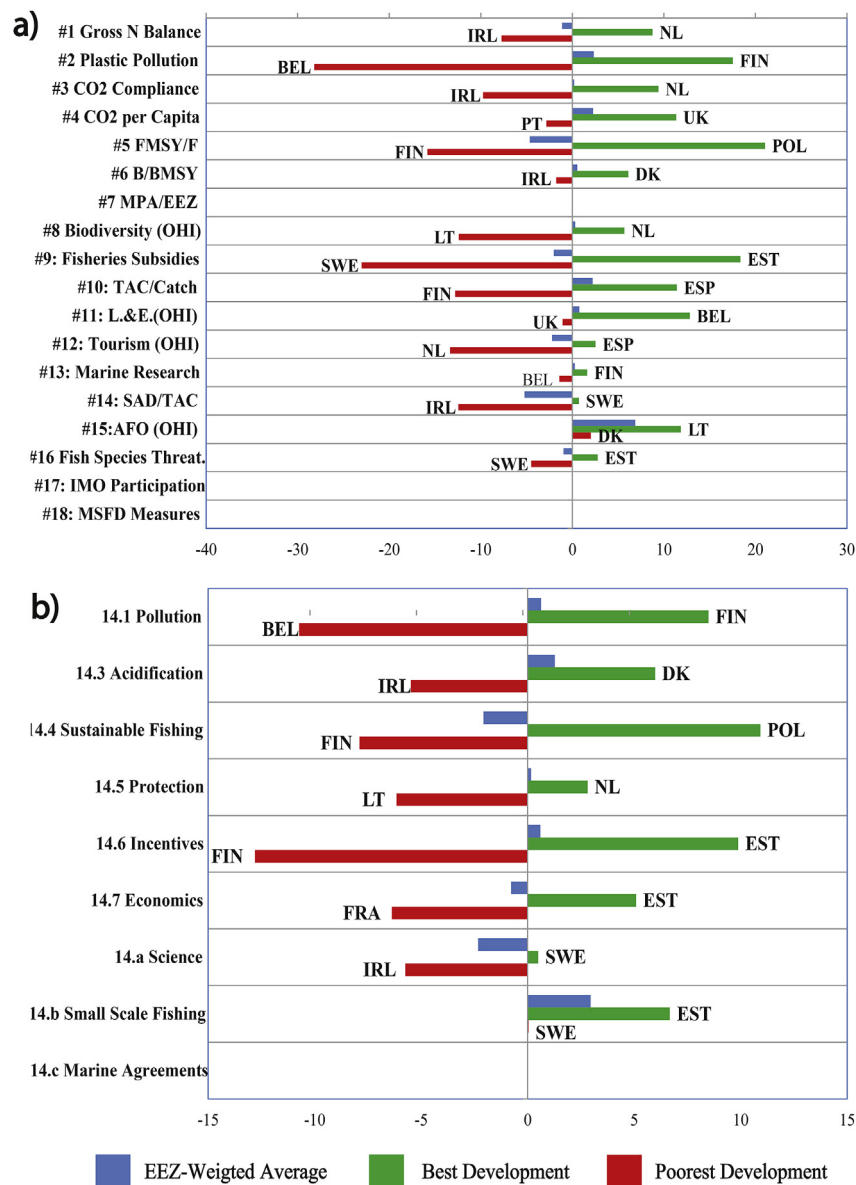 a)
#1 Gross N Balance IRL NL
#2 Plastic Pollution BEL FIN
#3 CO2 Compliance IRL NL
#4 CO2 per Capita PT UK
#5 FMSY/F FIN POL
#6 B/BMSY IRL DK
#7 MPA/EEZ
#8 Biodiversity (OHI) LT NL
#9: Fisheries Subsidies SWE EST
#10: TAC/Catch FIN ESP
#11: L.&E.(OHI) UK BEL
#12: Tourism (OHI) NL ESP
#13: Marine Research BEL FIN
#14: SAD/TAC IRL SWE
#15:AFO (OHI) LT DK
#16 Fish Species Threat. SWE EST
#17: IMO Participation
#18: MSFD Measures
-40 -30 -20 -10 0 10 20 30
b)
14.1 Pollution BEL FIN
14.3 Acidification IRL DK
14.4 Sustainable Fishing FIN POL
14.5 Protection LT NL
14.6 Incentives FIN EST
14.7 Economics FRA EST
14.a Science IRL SWE
14.b Small Scale Fishing EST SWE
14.c Marine Agreements
-15 -10 -5 0 5 10 15
EEZ-Weigted Average Best Development Poorest Development